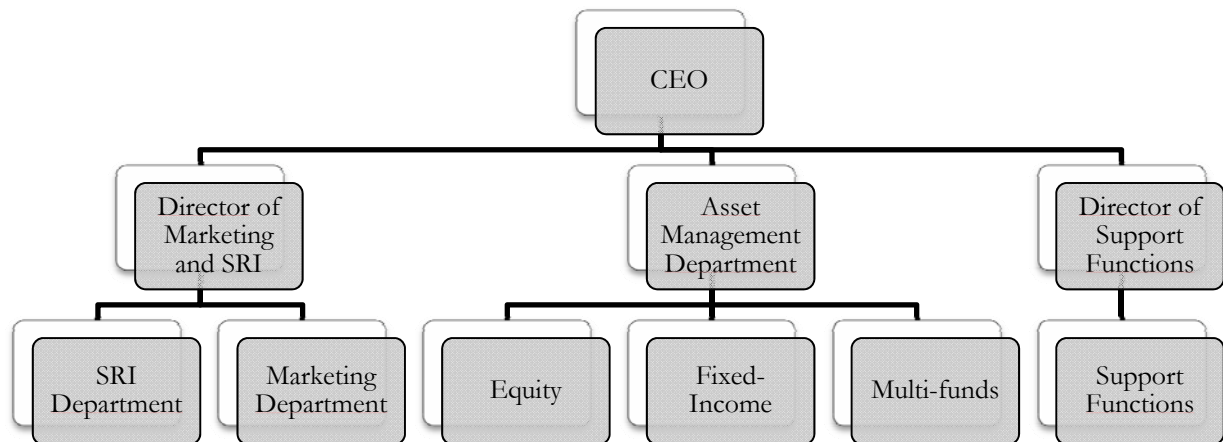 CEO
Director of
Marketing
and SRI
Asset
Management
Department
Director of
Support
Functions
SRI
Department
Marketing
Department
Equity
Fixed-
Income
Multi-funds
Support
Functions